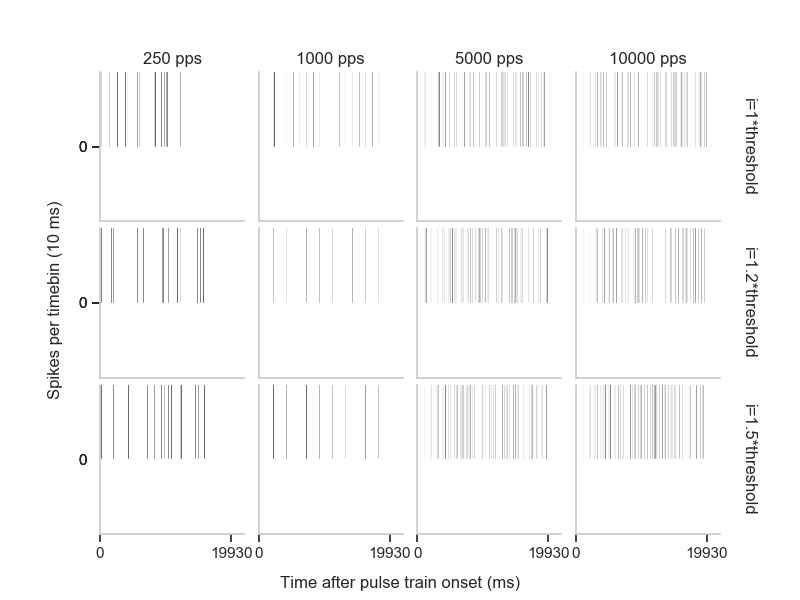 250 pps 1000 pps 5000 pps 10000 pps
Spikes per timebin (10 ms)
0
i=1*threshold
0
i=1.2*threshold
0
i=1.5*threshold
0 19930 0 19930 0 19930 0 19930
Time after pulse train onset (ms)